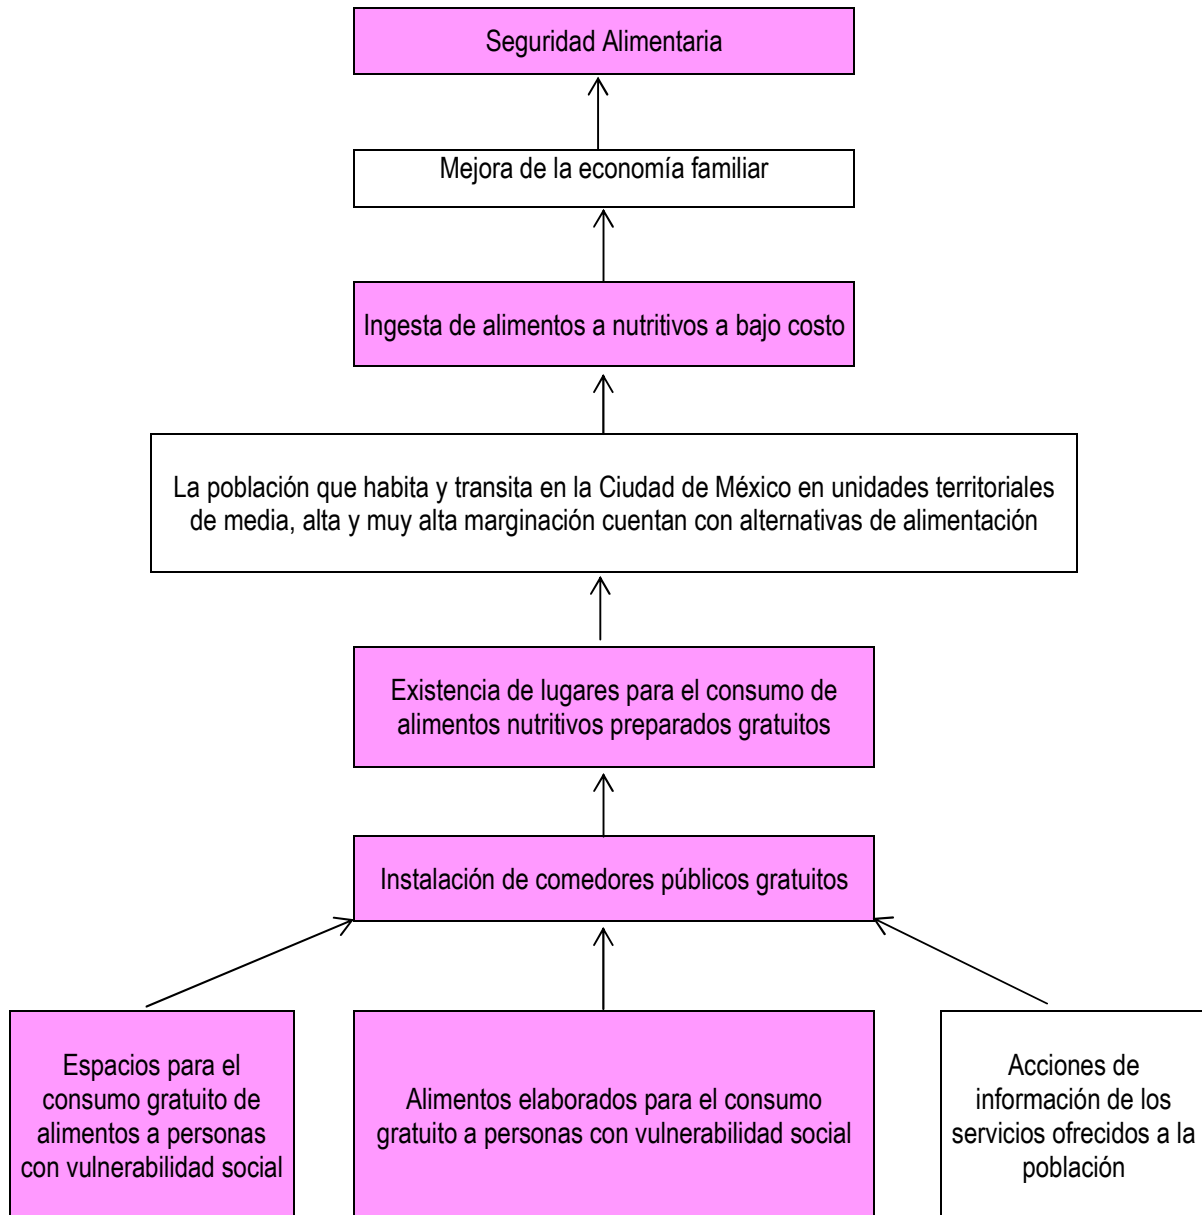 Seguridad Alimentaria
Mejora de la economía familiar
Ingesta de alimentos a nutritivos a bajo costo
La población que habita y transita en la Ciudad de México en unidades territoriales
de media, alta y muy alta marginación cuentan con alternativas de alimentación
Existencia de lugares para el consumo de
alimentos nutritivos preparados gratuitos
Instalación de comedores públicos gratuitos
Espacios para el
consumo gratuito de
alimentos a personas
con vulnerabilidad social
Alimentos elaborados para el consumo
gratuito a personas con vulnerabilidad social
Acciones de
información de los
servicios ofrecidos a la
población